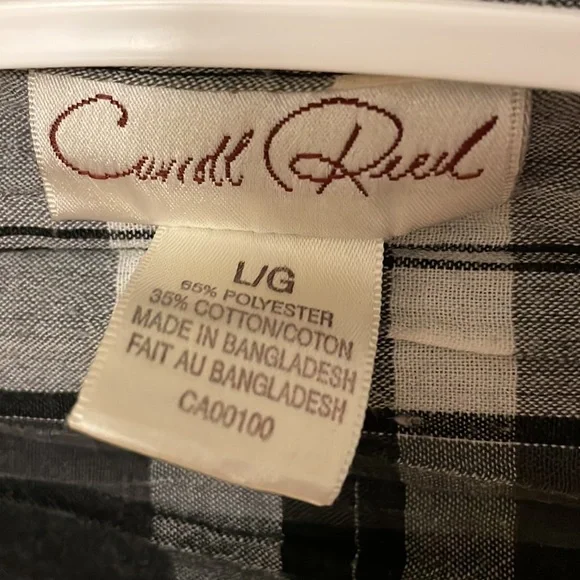 Carroll Reed
L/G
65% POLYESTER
35% COTTON/COTON
MADE IN BANGLADESH
FAIT AU BANGLADESH
CA00100